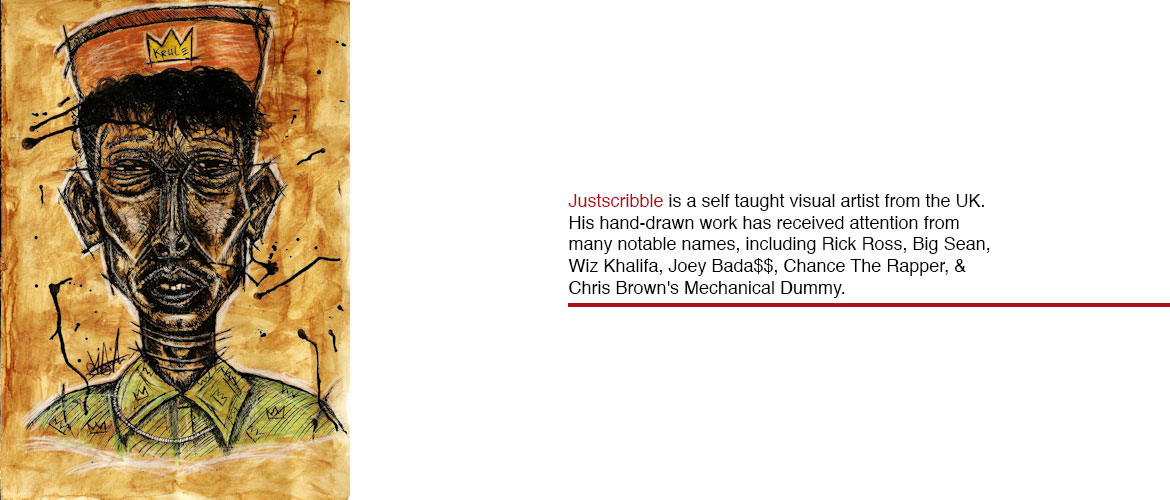 KRULE
Justscribble is a self taught visual artist from the UK.
His hand-drawn work has received attention from
many notable names, including Rick Ross, Big Sean,
Wiz Khalifa, Joey Bada$$, Chance The Rapper, &
Chris Brown's Mechanical Dummy.